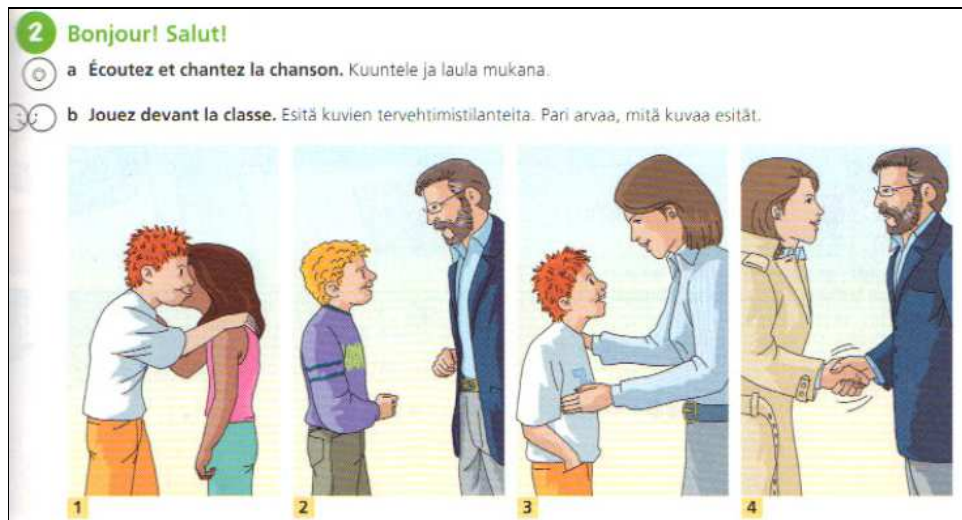 2 Bonjour! Salut!
a Écoutez et chantez la chanson. Kuuntele ja laula mukana.
b Jouez devant la classe. Esitä kuvien tervehtimistilanteita. Pari arvaa, mitä kuvaa esität.
1 2 3 4